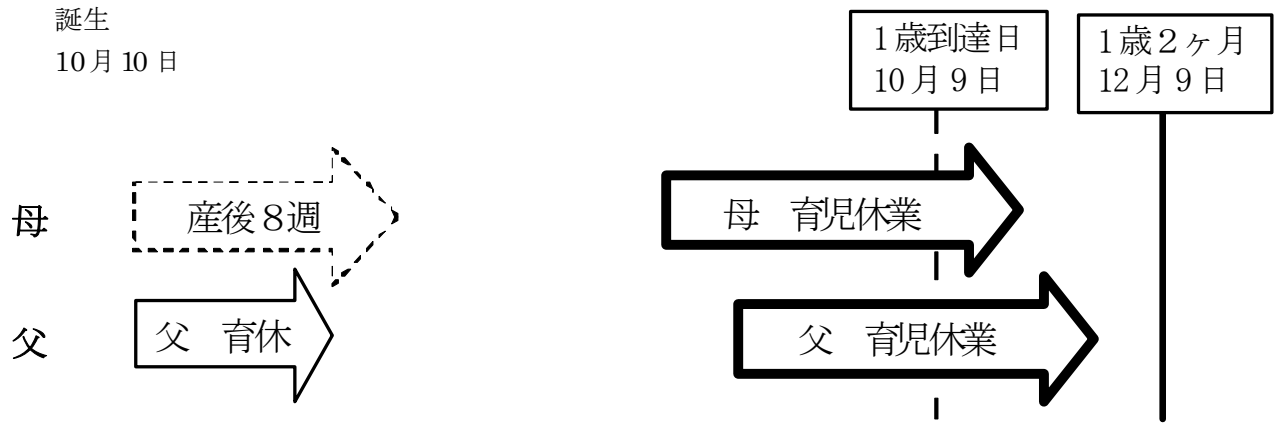 誕生
10月10日
1歳到達日
10月9日
1歳2ヶ月
12月9日
母
産後8週
母 育児休業
父
父 育休
父 育児休業